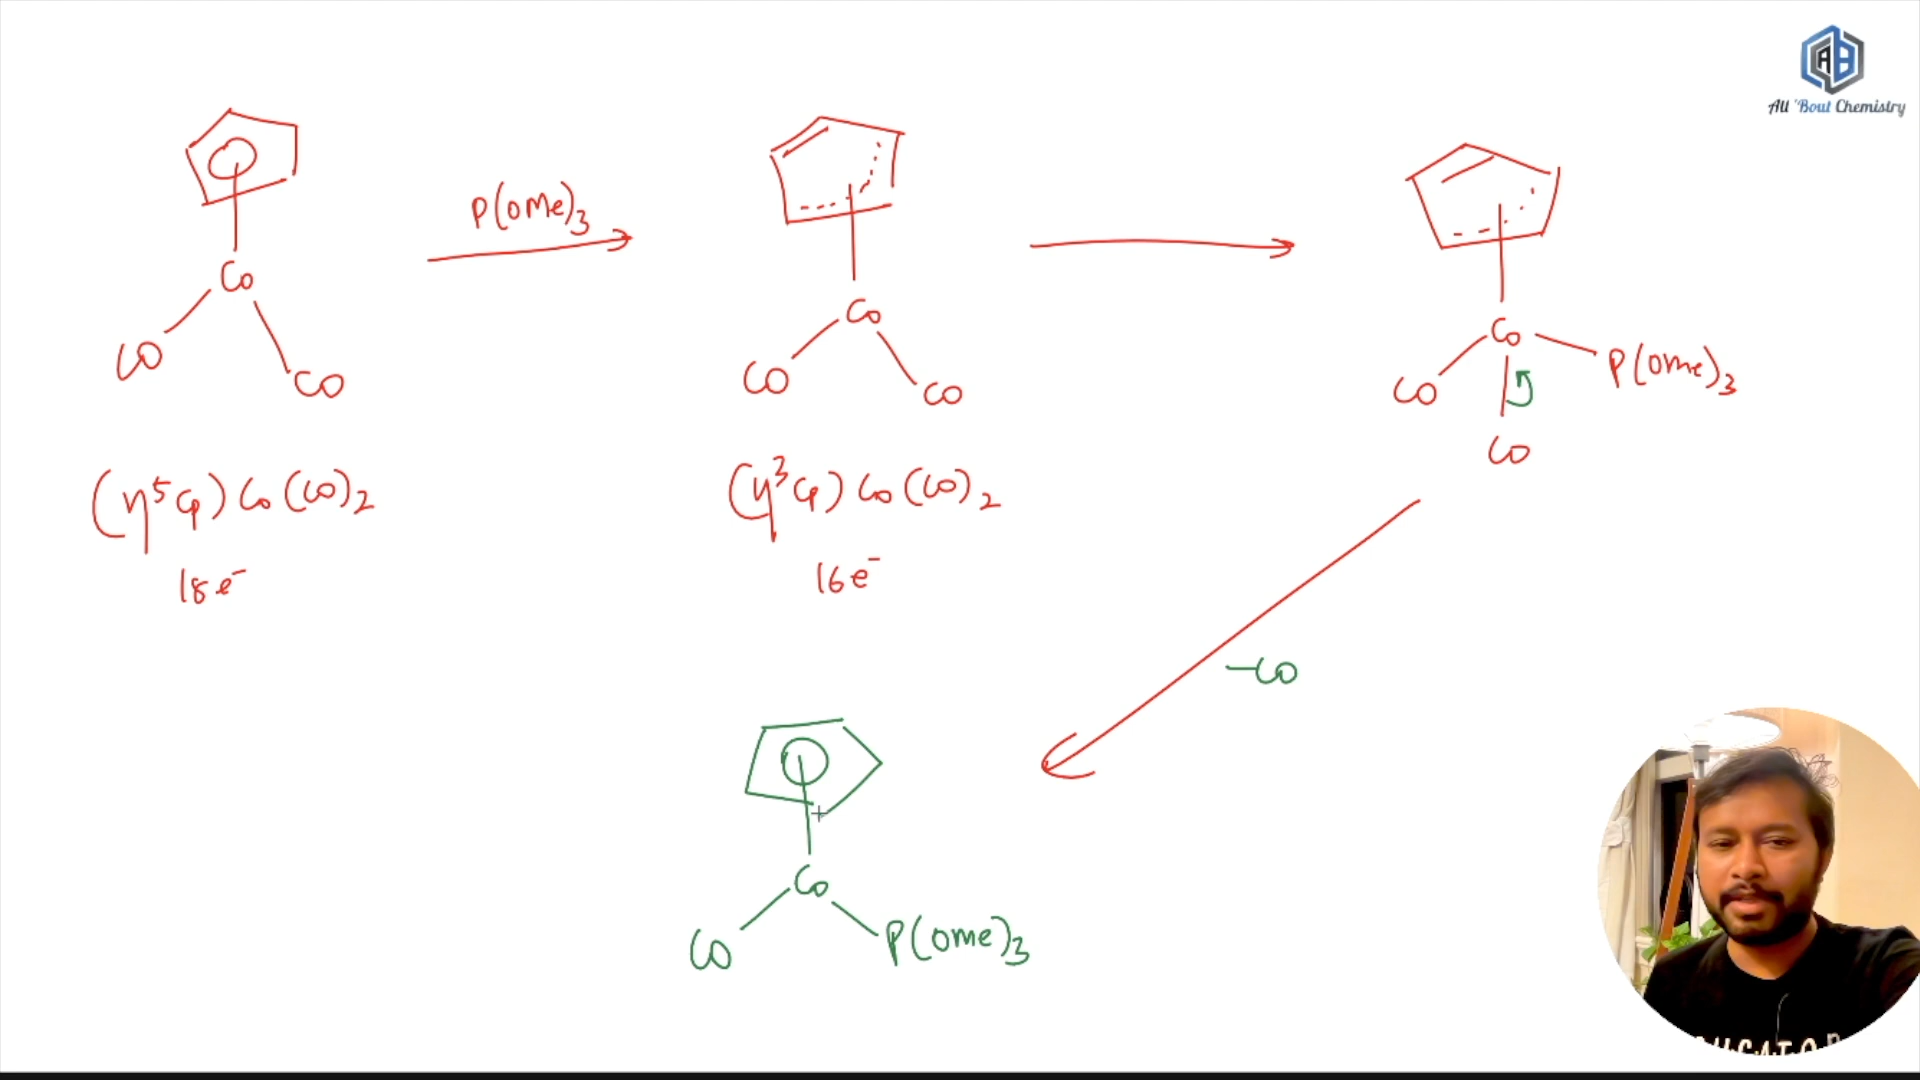 All 'Bout Chemistry
Co
CO
CO
(η⁵Cp) Co (CO)₂
18e⁻
P(OMe)₃
Co
CO
CO
(η³Cp) Co (CO)₂
16e⁻
Co
P(OMe)₃
CO
CO
-CO
Co
CO
P(OMe)₃